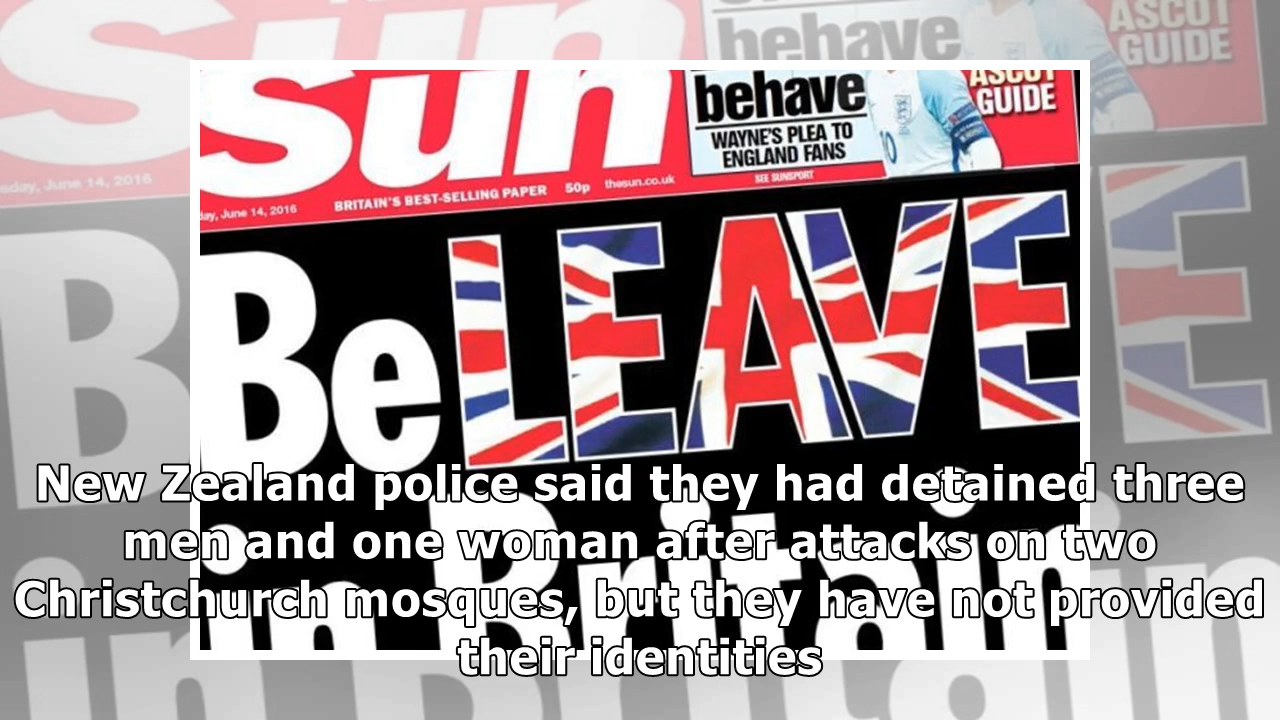 Sun
behave
WAYNE'S PLEA TO
ENGLAND FANS
SEE SUNSPORT
ASCOT
GUIDE
day, June 14, 2016
BRITAIN'S BEST-SELLING PAPER 50p thesun.co.uk
BeLEAVE
in Britain
New Zealand police said they had detained three
men and one woman after attacks on two
Christchurch mosques, but they have not provided
their identities